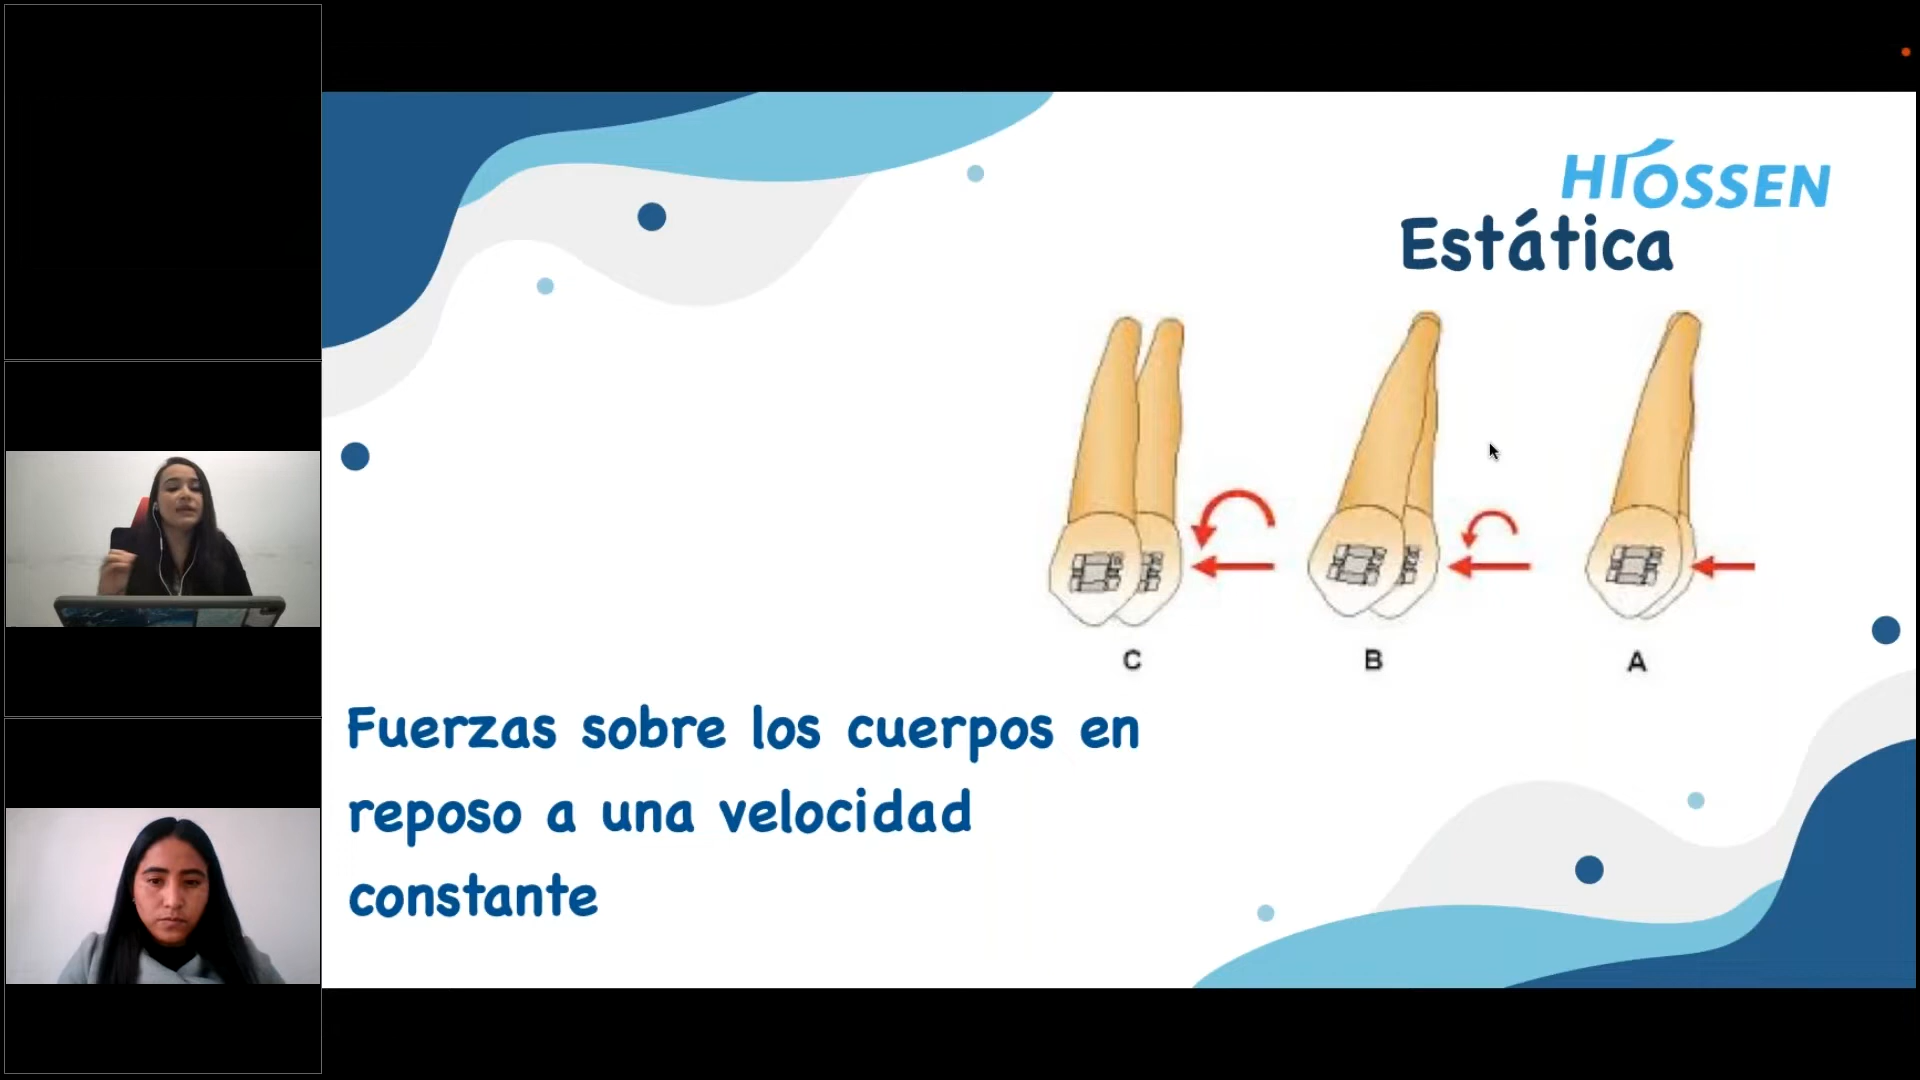 HIOSSEN
Estática
C
B
A
Fuerzas sobre los cuerpos en
reposo a una velocidad
constante